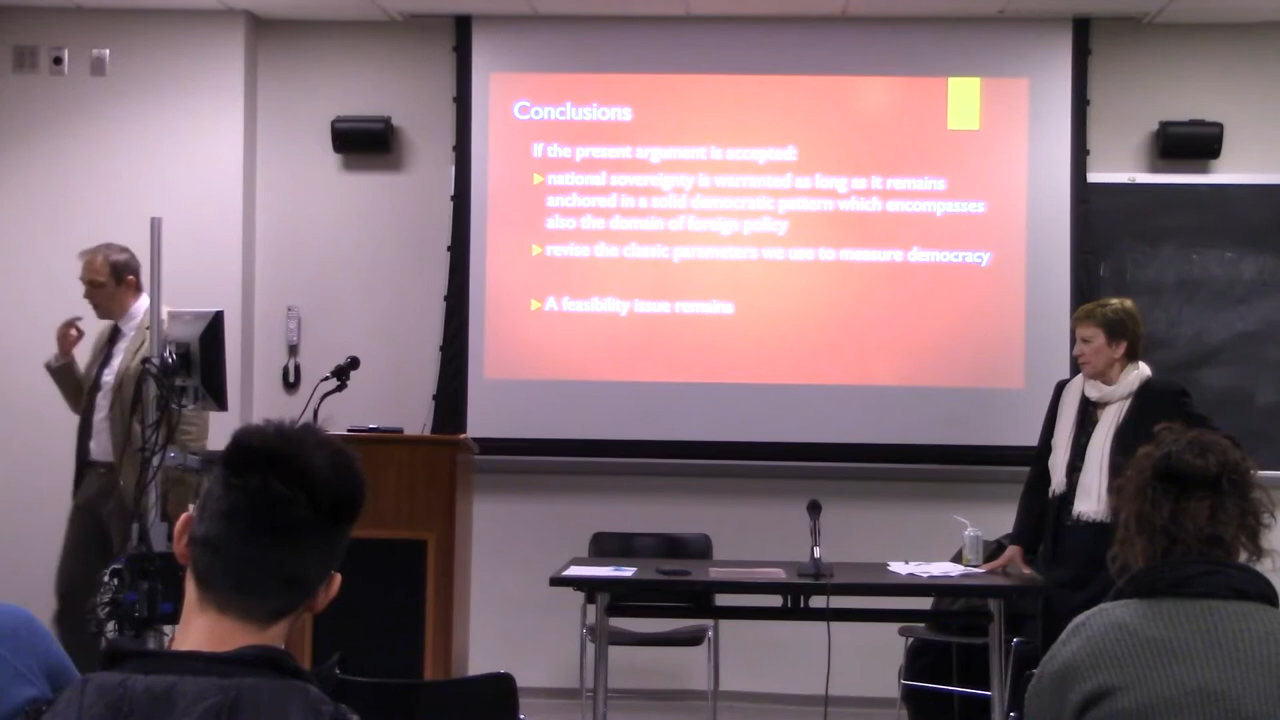 Conclusions
If the present argument is accepted:
national sovereignty is warranted as long as it remains
anchored in a solid democratic pattern which encompasses
also the domain of foreign policy
revise the classic parameters we use to measure democracy
A feasibility issue remains